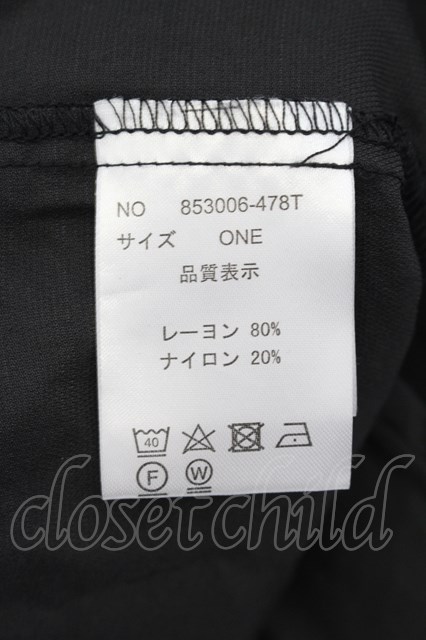 NO 853006-478T
サイズ ONE
品質表示
レーヨン 80%
ナイロン 20%
40
F W
closetchild